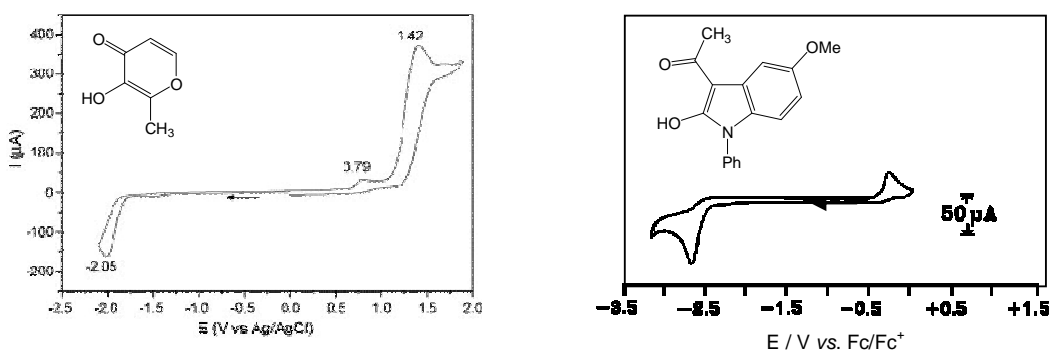 400
300
200
100
0
-100
-200
I (µA)
O
HO
O
CH3
1.42
0.79
-2.05
-2.5 -2.0 -1.5 -1.0 -0.5 0.0 0.5 1.0 1.5 2.0
E (V vs Ag/AgCl)
CH3
O
OMe
HO
N
Ph
50 µA
-3.5 -2.5 -1.5 -0.5 +0.5 +1.5
E / V vs. Fc/Fc+